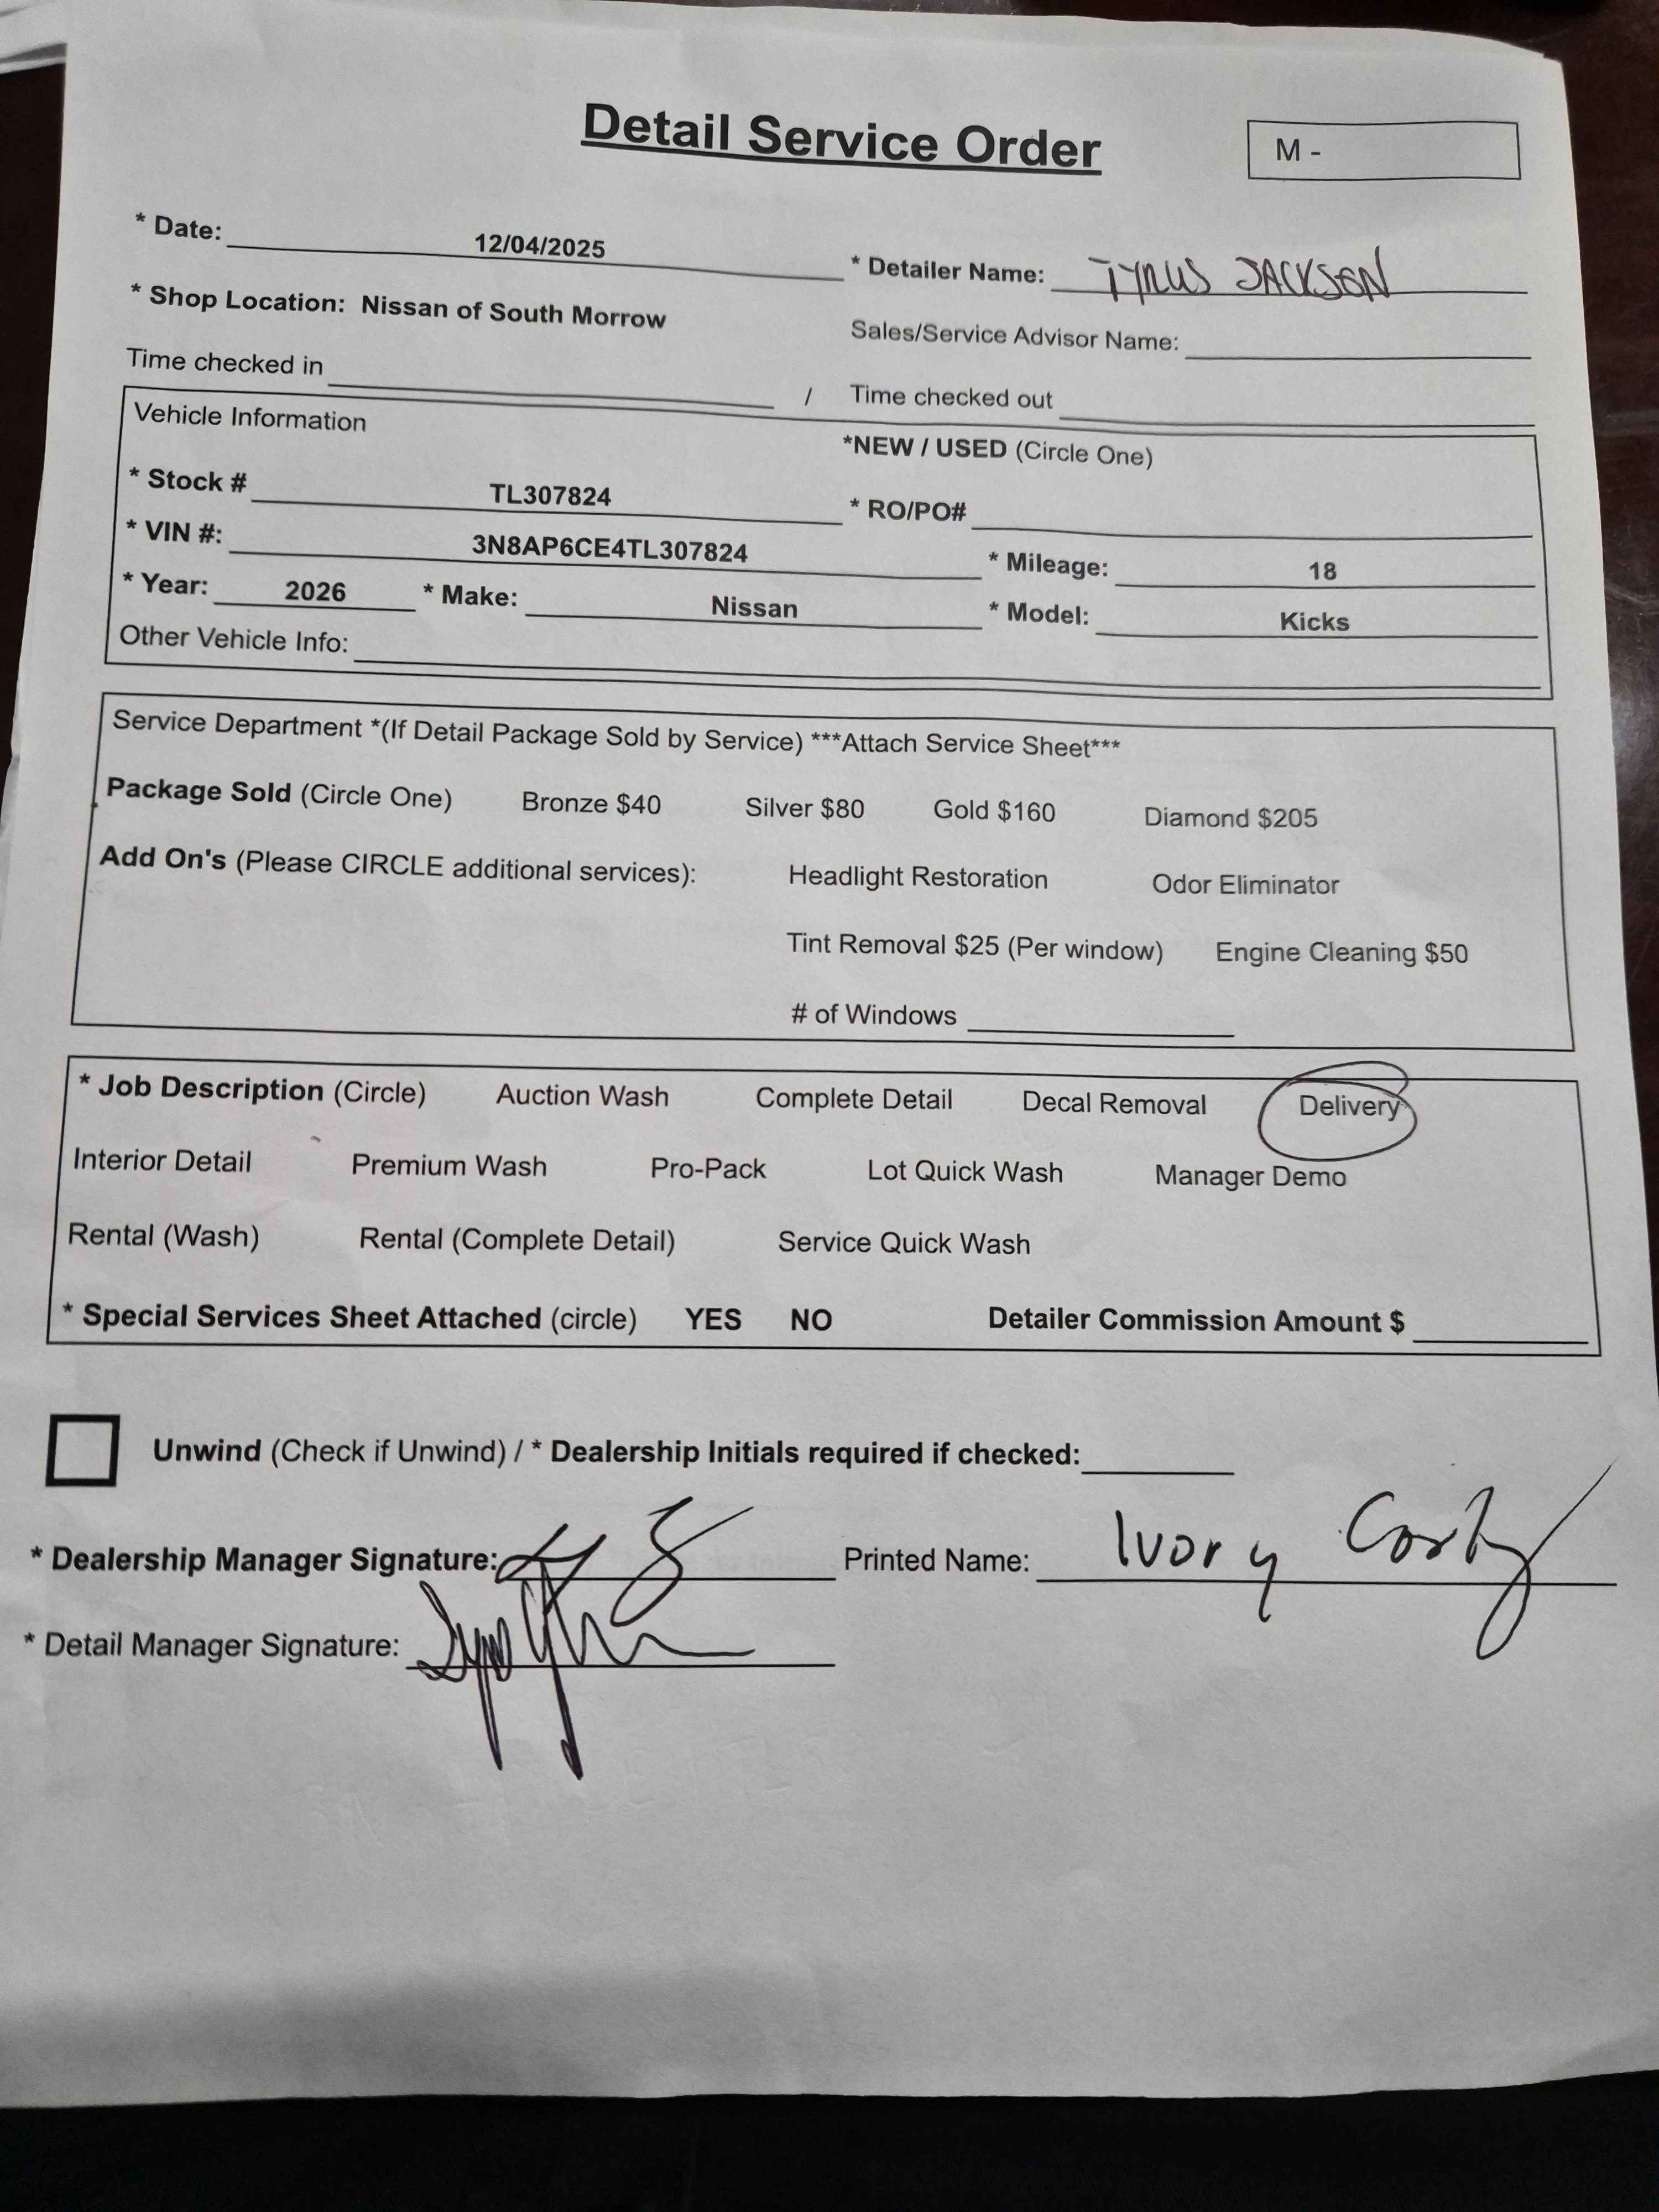 Detail Service Order
M -
* Date: 12/04/2025
* Detailer Name: TYRUS JACKSON
* Shop Location: Nissan of South Morrow
Sales/Service Advisor Name:
Time checked in / Time checked out
Vehicle Information
*NEW / USED (Circle One)
* Stock # TL307824
* RO/PO#
* VIN #: 3N8AP6CE4TL307824
* Mileage: 18
* Year: 2026 * Make: Nissan * Model: Kicks
Other Vehicle Info:
Service Department *(If Detail Package Sold by Service) ***Attach Service Sheet***
Package Sold (Circle One) Bronze $40 Silver $80 Gold $160 Diamond $205
Add On's (Please CIRCLE additional services): Headlight Restoration Odor Eliminator
Tint Removal $25 (Per window) Engine Cleaning $50
# of Windows
* Job Description (Circle) Auction Wash Complete Detail Decal Removal Delivery
Interior Detail Premium Wash Pro-Pack Lot Quick Wash Manager Demo
Rental (Wash) Rental (Complete Detail) Service Quick Wash
* Special Services Sheet Attached (circle) YES NO Detailer Commission Amount $
Unwind (Check if Unwind) / * Dealership Initials required if checked:
* Dealership Manager Signature: Printed Name: Ivory
* Detail Manager Signature: